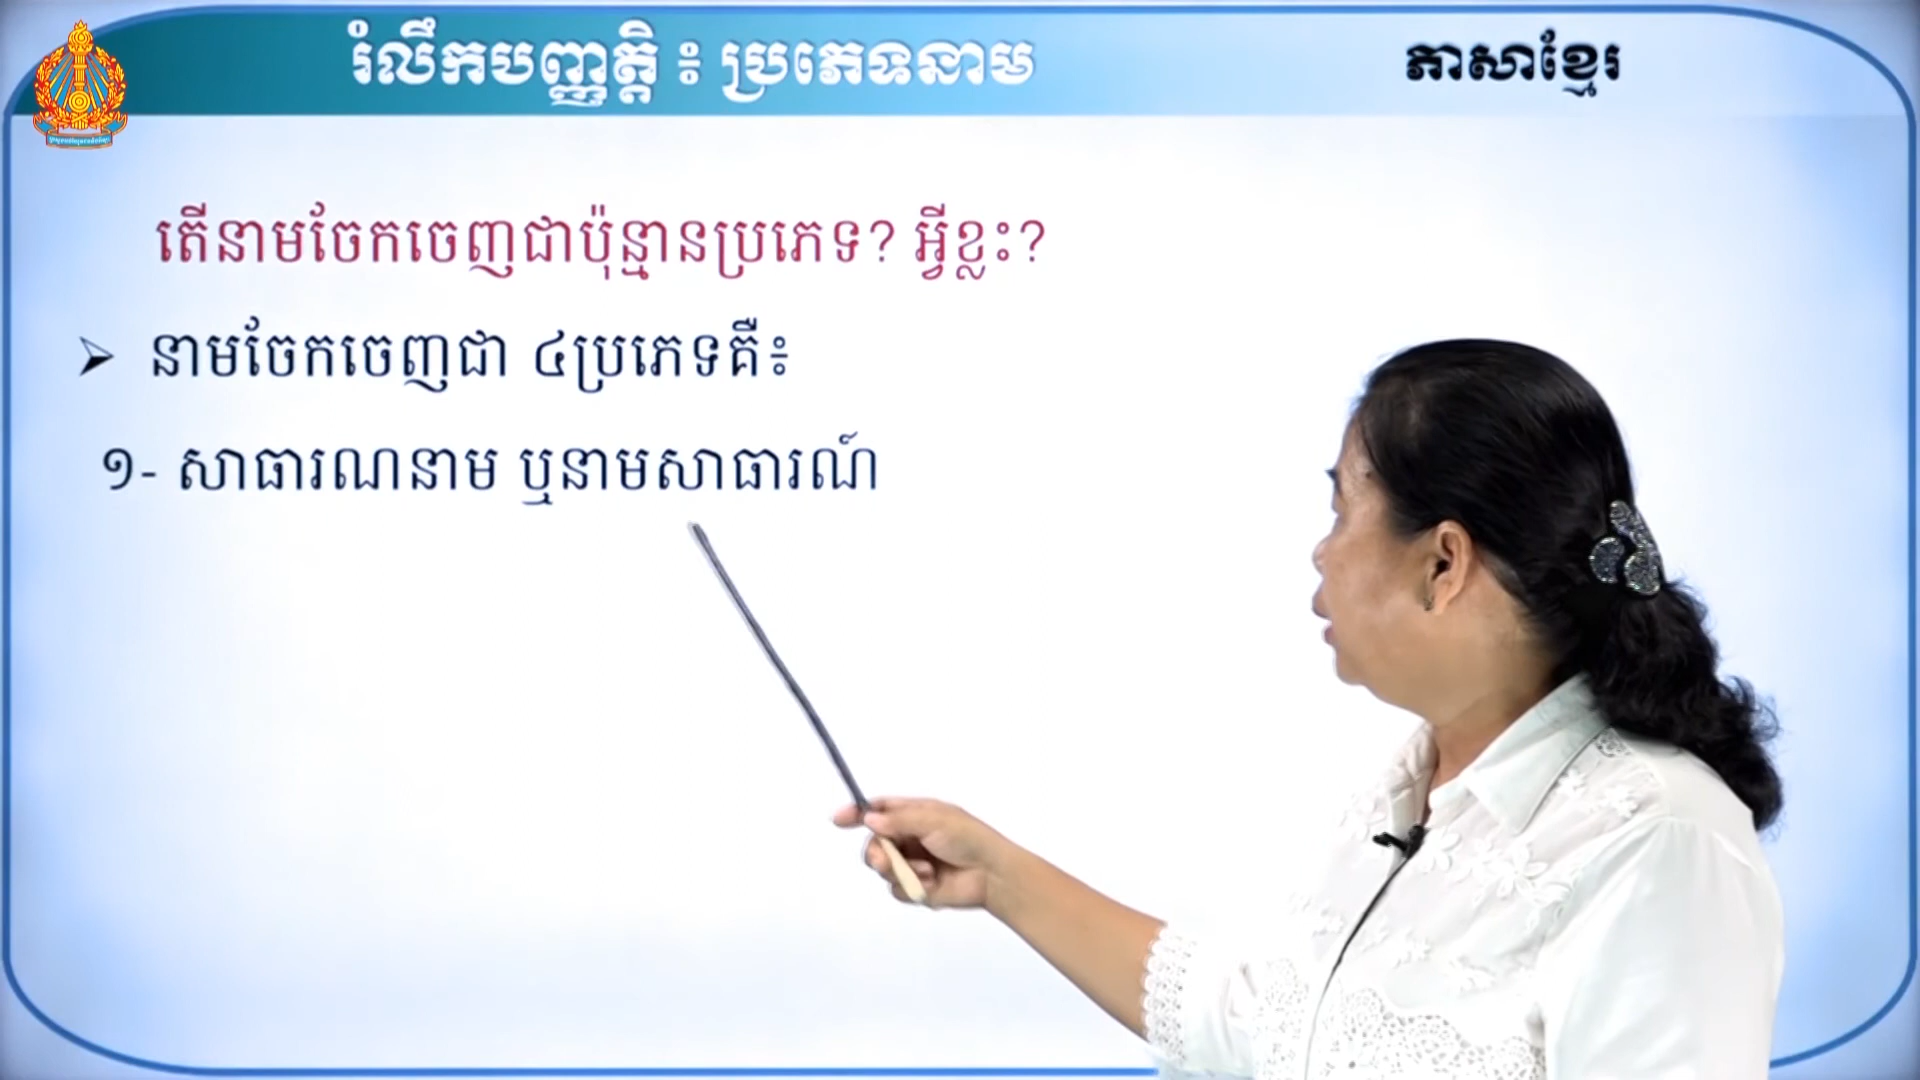 រំលឹកបញ្ញត្តិ ៖ ប្រភេទនាម
ភាសាខ្មែរ
តើនាមចែកចេញជាប៉ុន្មានប្រភេទ? អ្វីខ្លះ?
នាមចែកចេញជា ៤ប្រភេទគឺ៖
១- សាធារណនាម ឬនាមសាធារណ៍